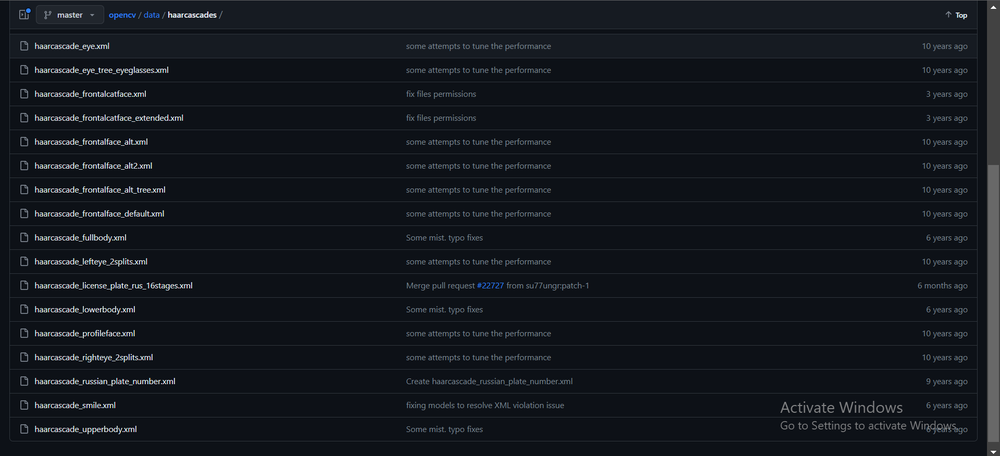 master opencv / data / haarcascades / Top
haarcascade_eye.xml some attempts to tune the performance 10 years ago
haarcascade_eye_tree_eyeglasses.xml some attempts to tune the performance 10 years ago
haarcascade_frontalcatface.xml fix files permissions 3 years ago
haarcascade_frontalcatface_extended.xml fix files permissions 3 years ago
haarcascade_frontalface_alt.xml some attempts to tune the performance 10 years ago
haarcascade_frontalface_alt2.xml some attempts to tune the performance 10 years ago
haarcascade_frontalface_alt_tree.xml some attempts to tune the performance 10 years ago
haarcascade_frontalface_default.xml some attempts to tune the performance 10 years ago
haarcascade_fullbody.xml Some mist. typo fixes 6 years ago
haarcascade_lefteye_2splits.xml some attempts to tune the performance 10 years ago
haarcascade_license_plate_rus_16stages.xml Merge pull request #22727 from su77ungr:patch-1 6 months ago
haarcascade_lowerbody.xml Some mist. typo fixes 6 years ago
haarcascade_profileface.xml some attempts to tune the performance 10 years ago
haarcascade_righteye_2splits.xml some attempts to tune the performance 10 years ago
haarcascade_russian_plate_number.xml Create haarcascade_russian_plate_number.xml 9 years ago
haarcascade_smile.xml fixing models to resolve XML violation issue 6 years ago
Activate Windows
haarcascade_upperbody.xml Some mist. typo fixes 6 years ago
Go to Settings to activate Windows.